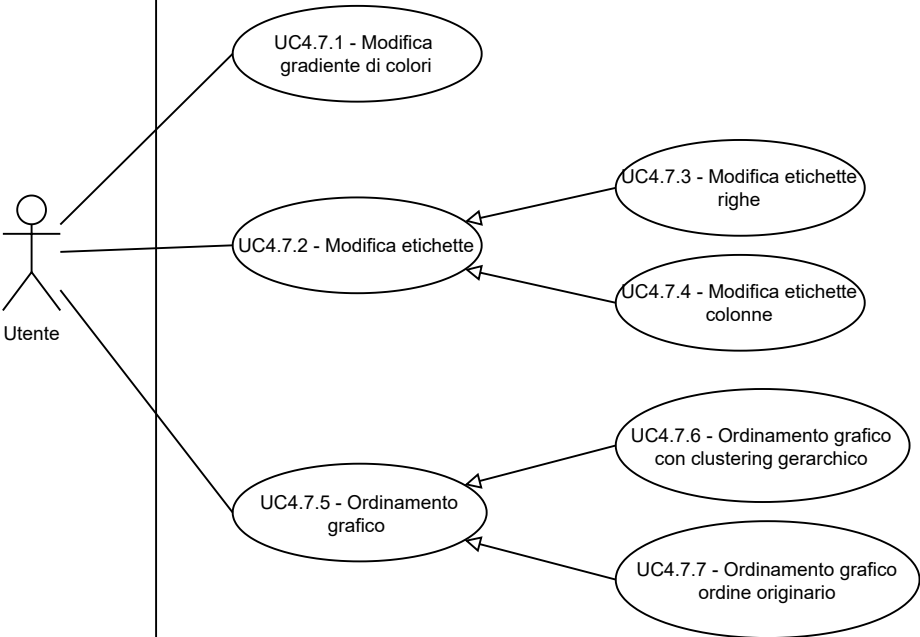 UC4.7.1 - Modifica
gradiente di colori
UC4.7.3 - Modifica etichette
righe
UC4.7.2 - Modifica etichette
UC4.7.4 - Modifica etichette
colonne
Utente
UC4.7.6 - Ordinamento grafico
con clustering gerarchico
UC4.7.5 - Ordinamento
grafico
UC4.7.7 - Ordinamento grafico
ordine originario